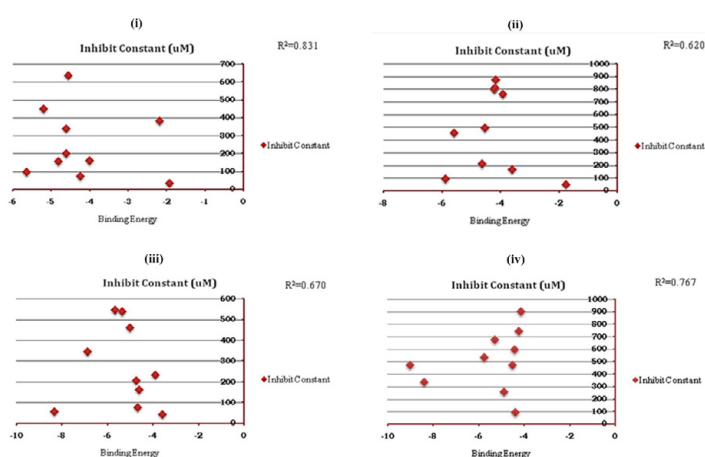 (i)
Inhibit Constant (uM)
R²=0.831
700
600
500
400
300
200
100
0
-6 -5 -4 -3 -2 -1 0
Binding Energy
Inhibit Constant
(ii)
Inhibit Constant (uM)
R²=0.620
1000
900
800
700
600
500
400
300
200
100
0
-8 -6 -4 -2 0
Binding Energy
Inhibit Constant
(iii)
Inhibit Constant (uM)
R²=0.670
600
500
400
300
200
100
0
-10 -8 -6 -4 -2 0
Binding Energy
Inhibit Constant
(iv)
Inhibit Constant (uM)
R²=0.767
1000
900
800
700
600
500
400
300
200
100
0
-10 -8 -6 -4 -2 0
Binding Energy
Inhibit Constant